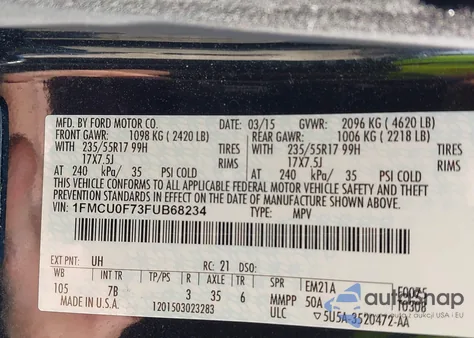 MFD. BY FORD MOTOR CO.
DATE: 03/15 GVWR: 2096 KG ( 4620 LB)
FRONT GAWR: 1098 KG ( 2420 LB) REAR GAWR: 1006 KG ( 2218 LB)
WITH 235/55R17 99H TIRES WITH 235/55R17 99H TIRES
17X7.5J RIMS 17X7.5J RIMS
AT 240 kPa/ 35 PSI COLD AT 240 kPa/ 35 PSI COLD
THIS VEHICLE CONFORMS TO ALL APPLICABLE FEDERAL MOTOR VEHICLE SAFETY AND THEFT
PREVENTION STANDARDS IN EFFECT ON THE DATE OF MANUFACTURE SHOWN ABOVE.
VIN: 1FMCU0F73FUB68234 TYPE: MPV
EXT PNT: UH RC: 21 DSO:
WB INT TR TP/PS R AXLE TR SPR EM21A
105 7B 3 35 6 MMPP 50A 10308
MADE IN U.S.A. 1201503023283 ULC 5U5A-3520472-AA
autosnap
Connecting USA • EU